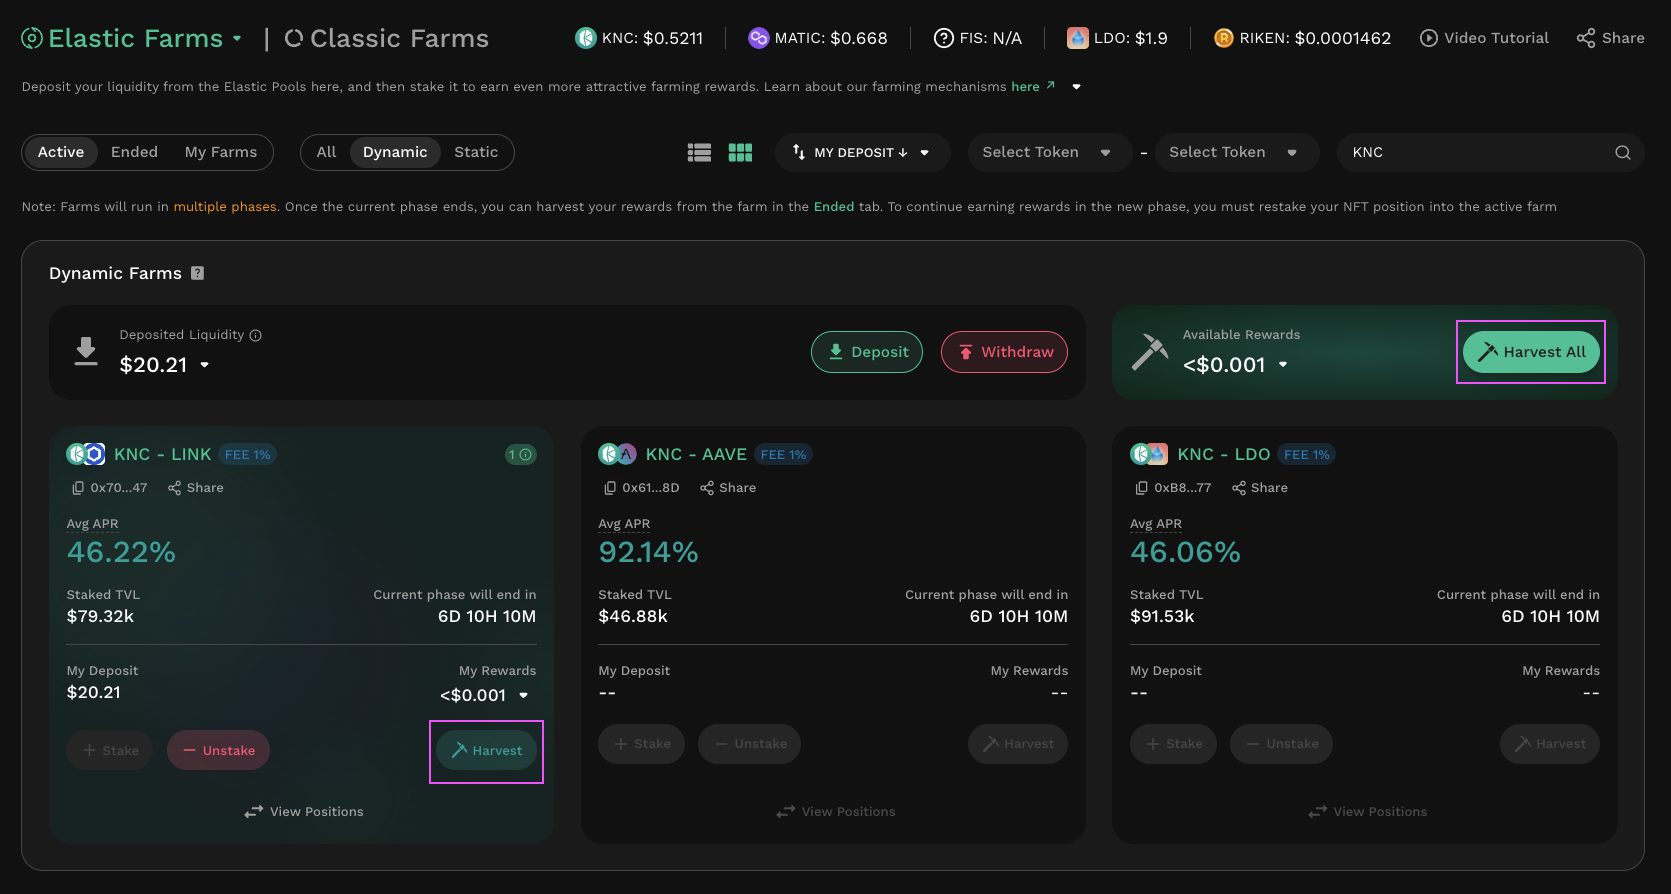 Elastic Farms | Classic Farms KNC: $0.5211 MATIC: $0.668 FIS: N/A LDO: $1.9 RIKEN: $0.0001462 Video Tutorial Share
Deposit your liquidity from the Elastic Pools here, and then stake it to earn even more attractive farming rewards. Learn about our farming mechanisms here ↗
Active Ended My Farms All Dynamic Static MY DEPOSIT ↓ Select Token - Select Token KNC
Note: Farms will run in multiple phases. Once the current phase ends, you can harvest your rewards from the farm in the Ended tab. To continue earning rewards in the new phase, you must restake your NFT position into the active farm
Dynamic Farms ?
Deposited Liquidity
$20.21
Deposit Withdraw
Available Rewards
<$0.001
Harvest All
KNC - LINK FEE 1% 1
0x70...47 Share
Avg APR
46.22%
Staked TVL Current phase will end in
$79.32k 6D 10H 10M
My Deposit My Rewards
$20.21 <$0.001
+ Stake − Unstake Harvest
View Positions
KNC - AAVE FEE 1%
0x61...8D Share
Avg APR
92.14%
Staked TVL Current phase will end in
$46.88k 6D 10H 10M
My Deposit My Rewards
-- --
+ Stake − Unstake Harvest
View Positions
KNC - LDO FEE 1%
0xB8...77 Share
Avg APR
46.06%
Staked TVL Current phase will end in
$91.53k 6D 10H 10M
My Deposit My Rewards
-- --
+ Stake − Unstake Harvest
View Positions